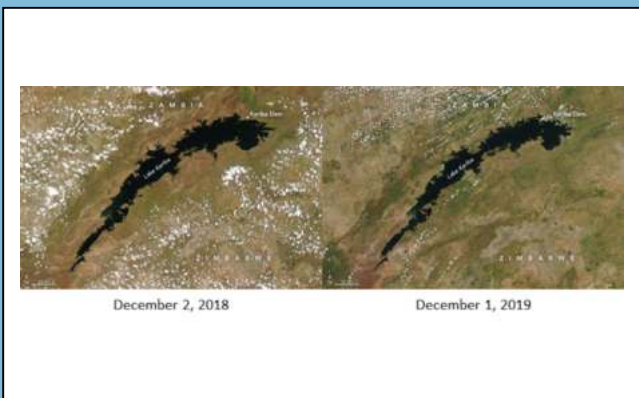 ZAMBIA
Kariba Dam
Lake Kariba
ZIMBABWE
December 2, 2018
ZAMBIA
Kariba Dam
Lake Kariba
ZIMBABWE
December 1, 2019